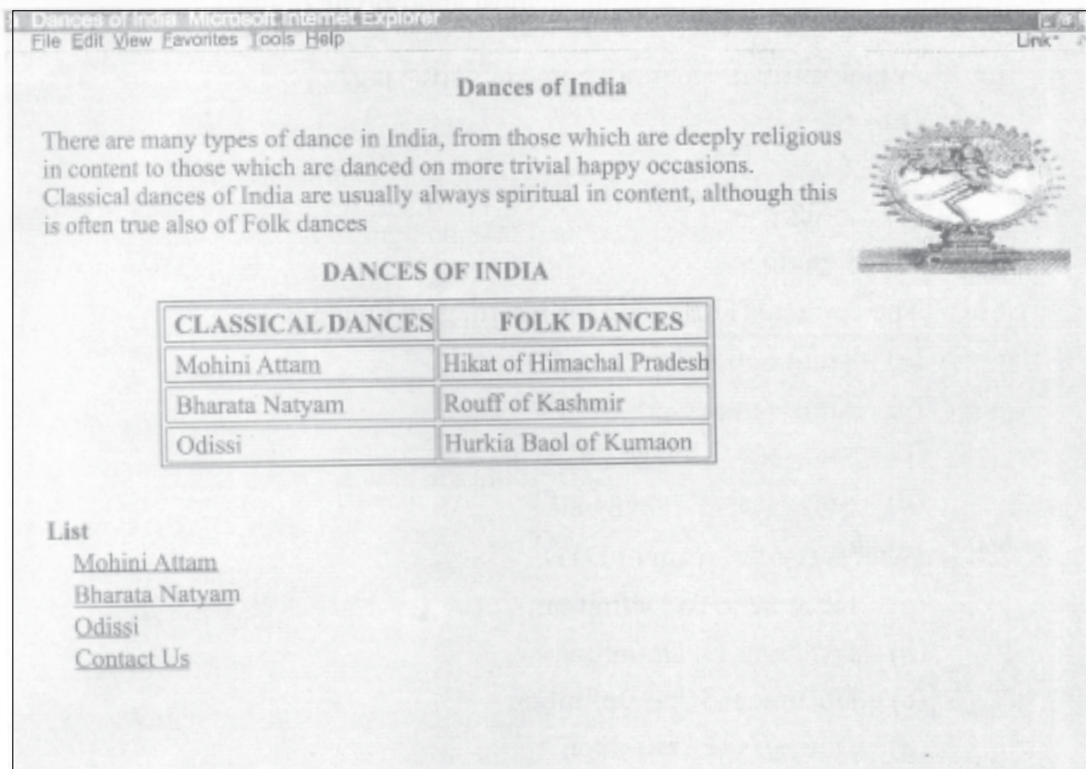 Dances of India Microsoft Internet Explorer
File Edit View Favorites Tools Help
Link
Dances of India
There are many types of dance in India, from those which are deeply religious
in content to those which are danced on more trivial happy occasions.
Classical dances of India are usually always spiritual in content, although this
is often true also of Folk dances
DANCES OF INDIA
CLASSICAL DANCES FOLK DANCES
Mohini Attam Hikat of Himachal Pradesh
Bharata Natyam Rouff of Kashmir
Odissi Hurkia Baol of Kumaon
List
Mohini Attam
Bharata Natyam
Odissi
Contact Us